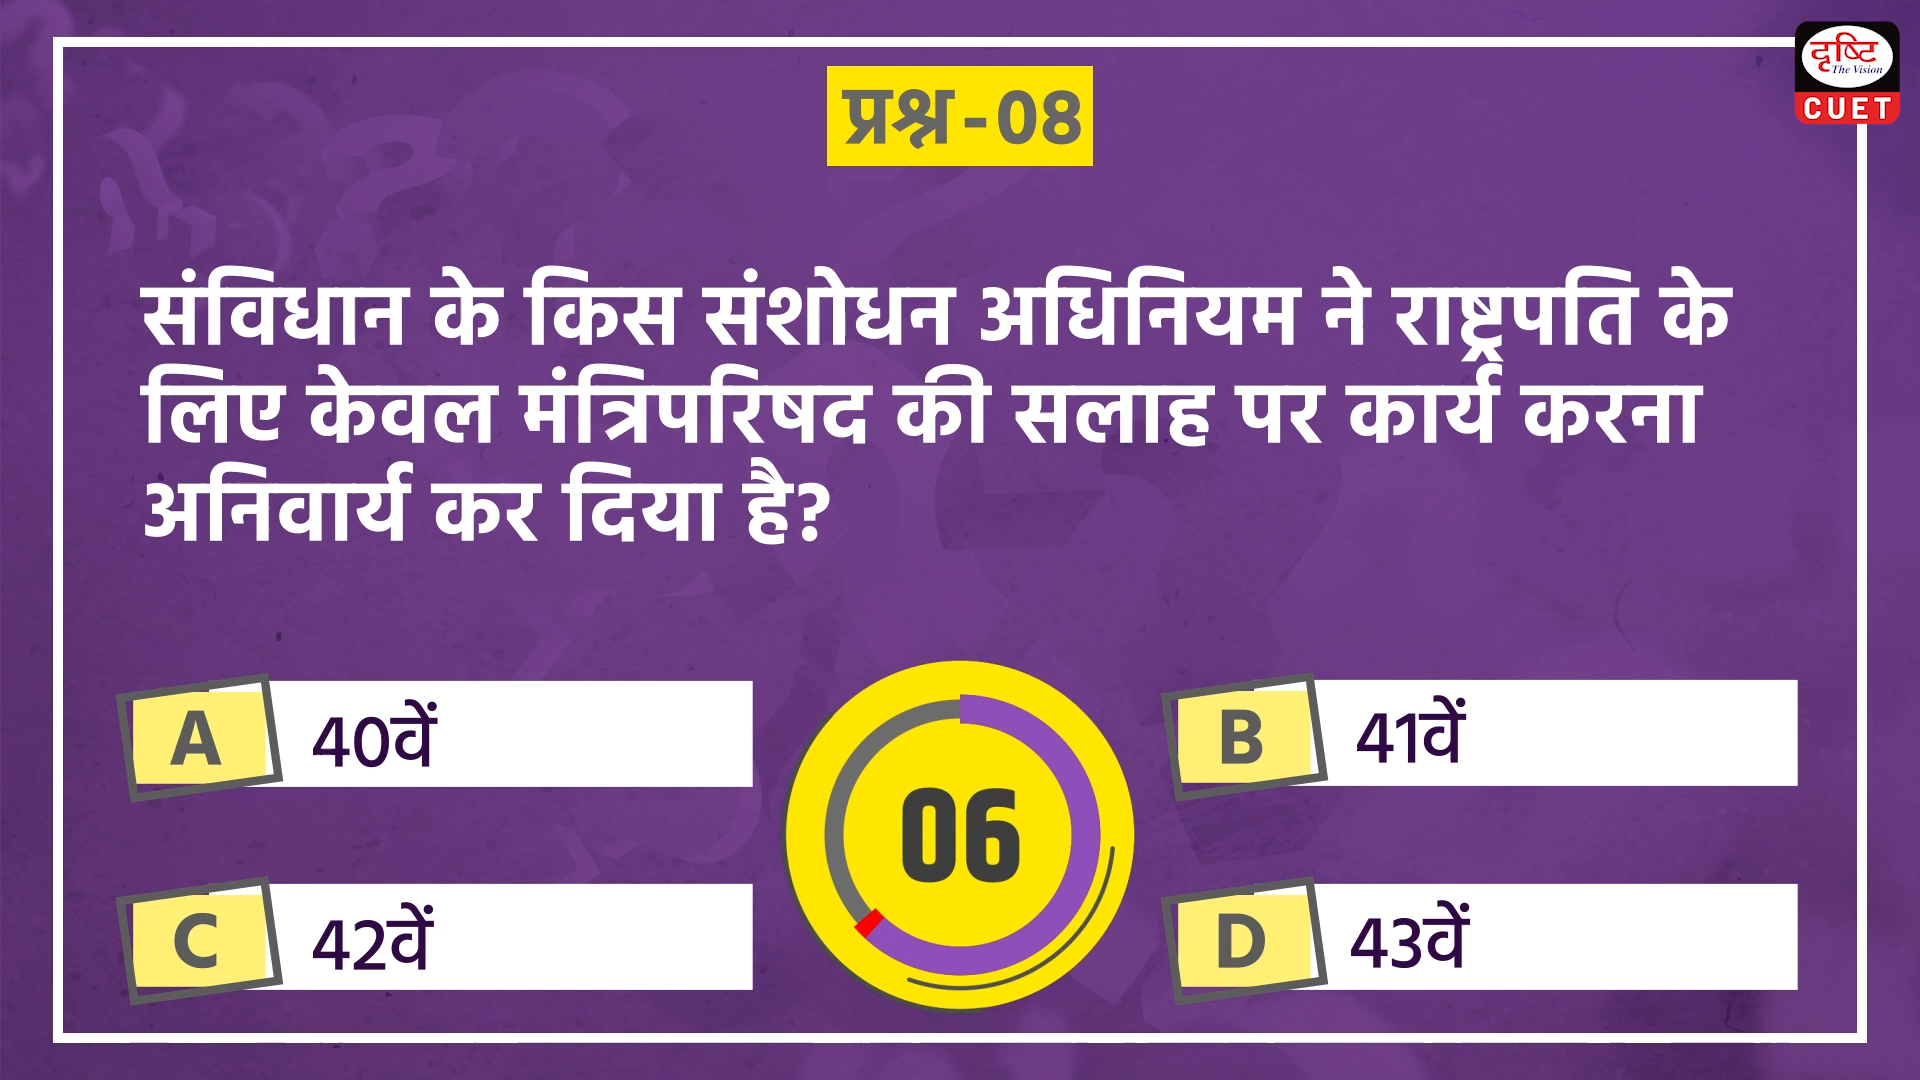 दृष्टि
The Vision
CUET
प्रश्न-08
संविधान के किस संशोधन अधिनियम ने राष्ट्रपति के
लिए केवल मंत्रिपरिषद की सलाह पर कार्य करना
अनिवार्य कर दिया है?
A 40वें
B 41वें
06
C 42वें
D 43वें